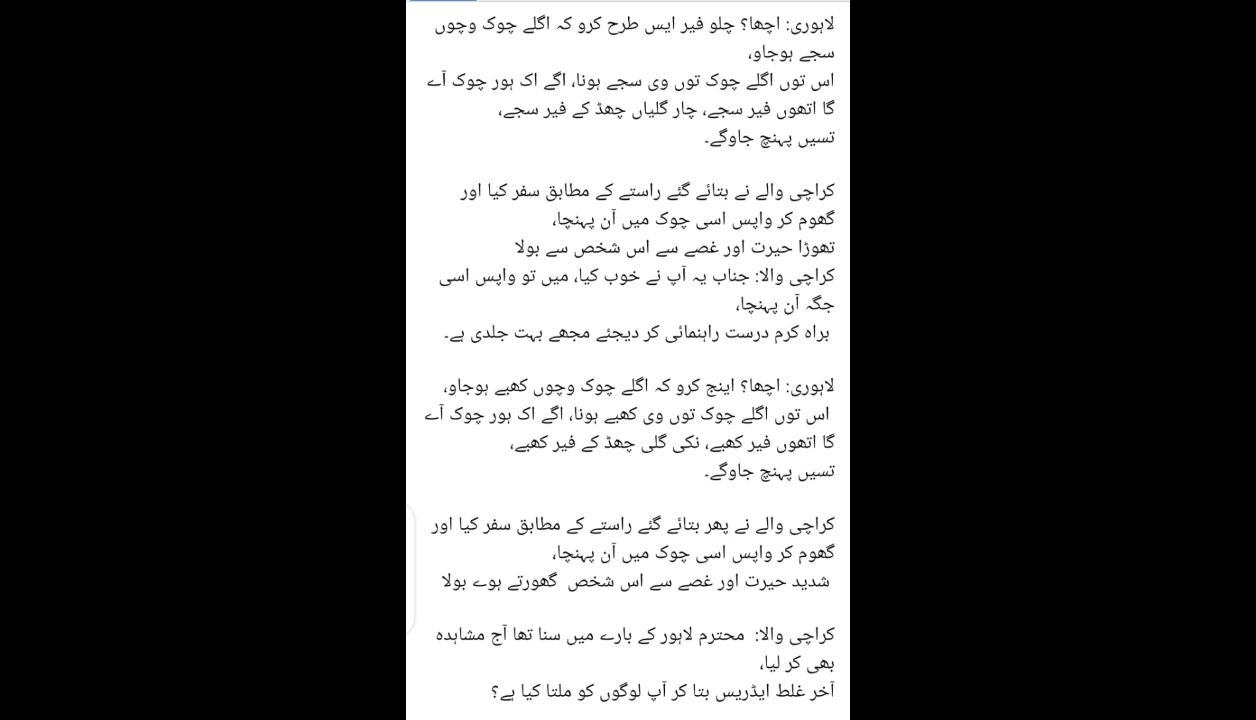 لاہوری: اچھا؟ چلو فیر ایس طرح کرو کہ اگلے چوک وچوں
سجے ہوجاو،
اس توں اگلے چوک توں وی سجے ہونا، اگے اک ہور چوک آے
گا اتھوں فیر سجے، چار گلیاں چھڈ کے فیر سجے،
تسیں پہنچ جاوگے۔
کراچی والے نے بتائے گئے راستے کے مطابق سفر کیا اور
گھوم کر واپس اسی چوک میں آن پہنچا،
تھوڑا حیرت اور غصے سے اس شخص سے بولا
کراچی والا: جناب یہ آپ نے خوب کیا، میں تو واپس اسی
جگہ آن پہنچا،
براہ کرم درست راہنمائی کر دیجئے مجھے بہت جلدی ہے۔
لاہوری: اچھا؟ اینج کرو کہ اگلے چوک وچوں کھبے ہوجاو،
اس توں اگلے چوک توں وی کھبے ہونا، اگے اک ہور چوک آے
گا اتھوں فیر کھبے، نکی گلی چھڈ کے فیر کھبے،
تسیں پہنچ جاوگے۔
کراچی والے نے پھر بتائے گئے راستے کے مطابق سفر کیا اور
گھوم کر واپس اسی چوک میں آن پہنچا،
شدید حیرت اور غصے سے اس شخص گھورتے ہوے بولا
کراچی والا: محترم لاہور کے بارے میں سنا تھا آج مشاہدہ
بھی کر لیا،
آخر غلط ایڈریس بتا کر آپ لوگوں کو ملتا کیا ہے؟